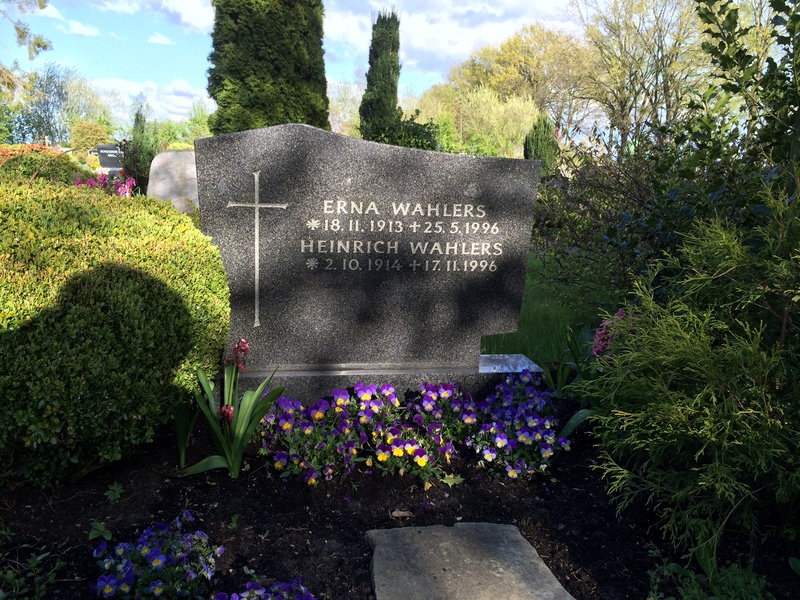 ERNA WAHLERS
* 18. 11. 1913 + 25. 5. 1996
HEINRICH WAHLERS
* 2. 10. 1914 + 17. 11. 1996